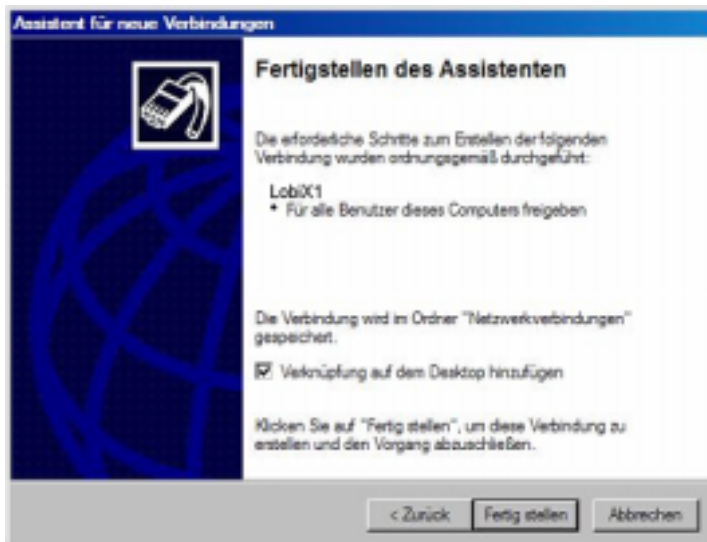 Assistent für neue Verbindungen
Fertigstellen des Assistenten
Die erforderliche Schritte zum Erstellen der folgenden
Verbindung wurden ordnungsgemäß durchgeführt:
LobiX1
* Für alle Benutzer dieses Computers freigeben
Die Verbindung wird im Ordner "Netzwerkverbindungen"
gespeichert.
Verknüpfung auf dem Desktop hinzufügen
Klicken Sie auf "Fertig stellen", um diese Verbindung zu
erstellen und den Vorgang abzuschließen.
< Zurück Fertig stellen Abbrechen